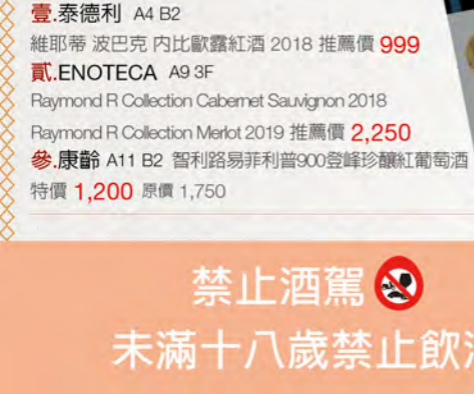 壹.泰德利 A4 B2
維耶蒂 波巴克 內比歐露紅酒 2018 推薦價 999
貳.ENOTECA A9 3F
Raymond R Collection Cabernet Sauvignon 2018
Raymond R Collection Merlot 2019 推薦價 2,250
參.康齡 A11 B2 智利路易菲利普900登峰珍釀紅葡萄酒
特價 1,200 原價 1,750
禁止酒駕
未滿十八歲禁止飲酒